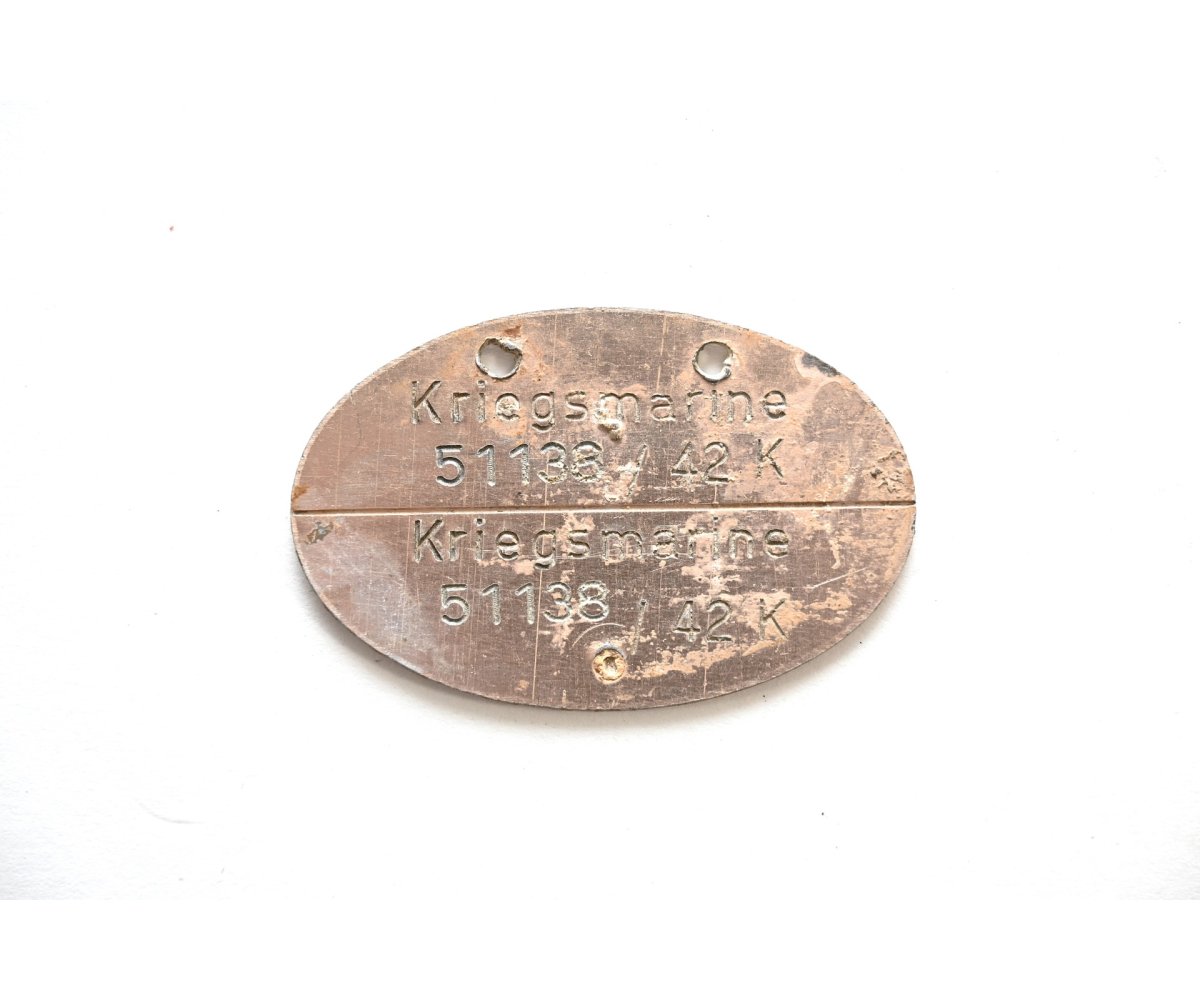 Kriegsmarine
51138 / 42 K
Kriegsmarine
51138 / 42 K